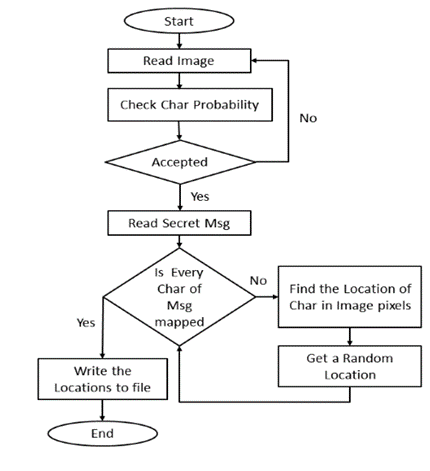 Start
Read Image
Check Char Probability
No
Accepted
Yes
Read Secret Msg
Is Every
Char of
Msg
mapped
No
Find the Location of
Char in Image pixels
Yes
Get a Random
Location
Write the
Locations to file
End